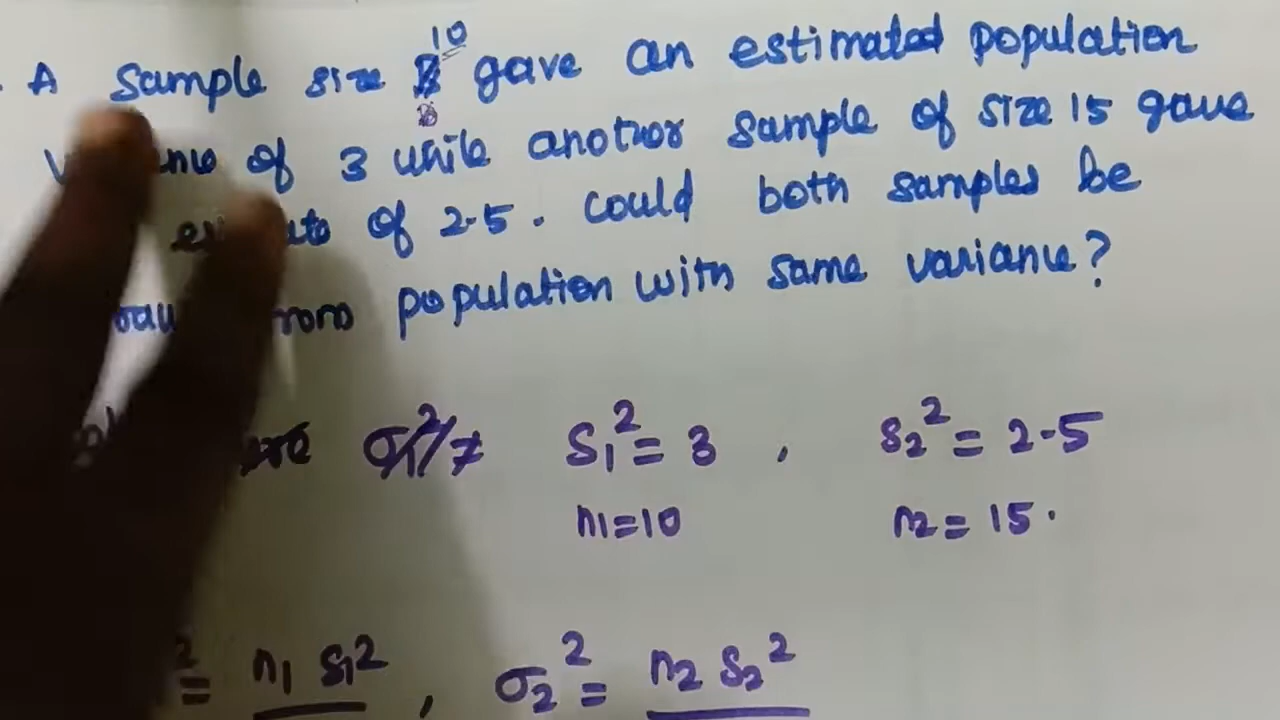 A sample size 10 gave an estimated population
of 3 while another sample of size 15 gave
of 2.5. Could both samples be
population with same variance?
S₁² = 3 , S₂² = 2.5
n1 = 10 n2 = 15.
= n₁ S₁² , σ₂² = n₂ S₂²